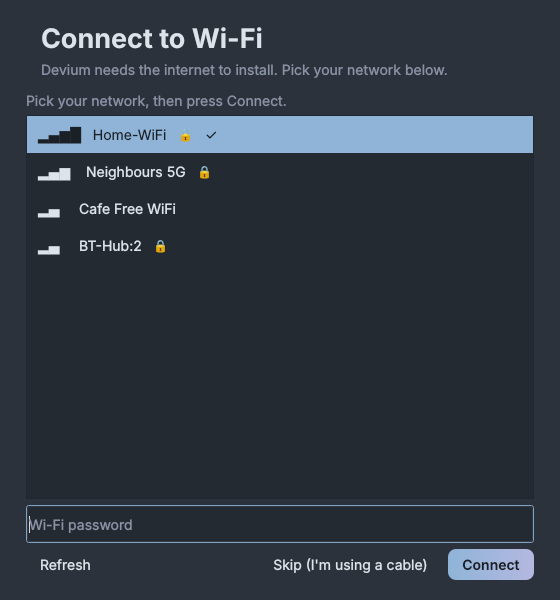 Connect to Wi-Fi
Devium needs the internet to install. Pick your network below.
Pick your network, then press Connect.
Home-WiFi
Neighbours 5G
Cafe Free WiFi
BT-Hub:2
Wi-Fi password
Refresh Skip (I'm using a cable) Connect